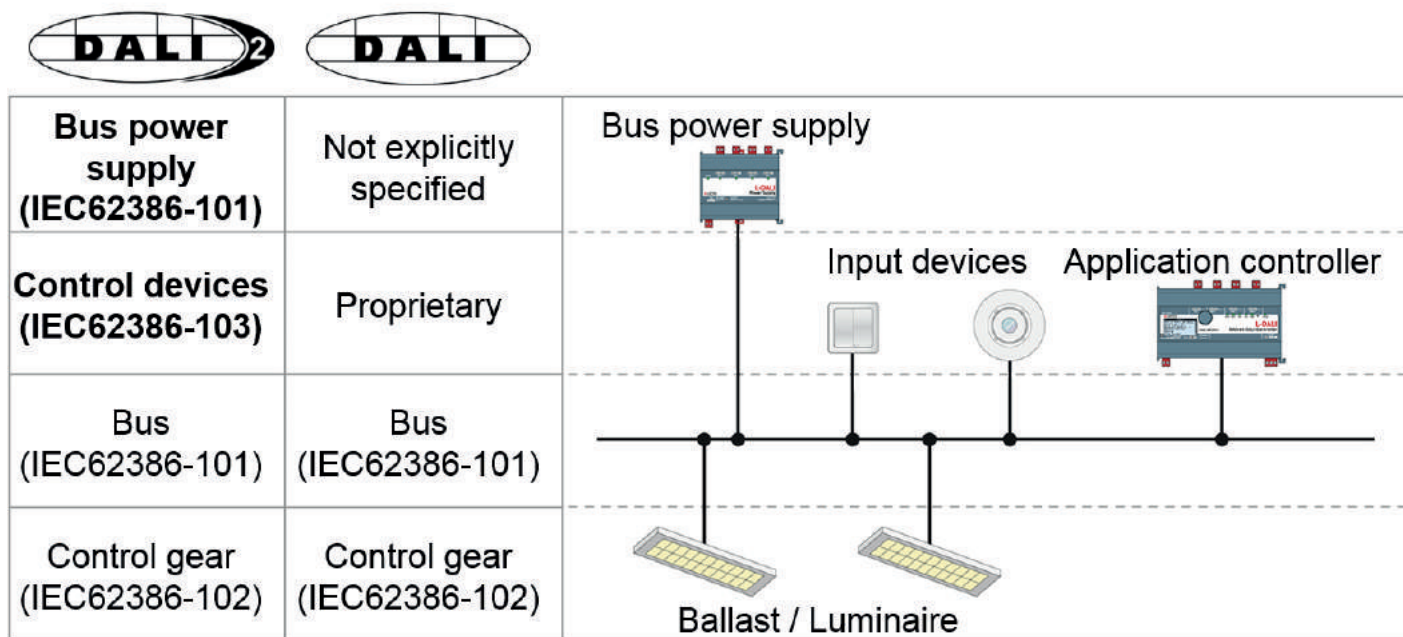 DALI 2
DALI
Bus power
supply
(IEC62386-101)
Not explicitly
specified
Bus power supply
L-DALI
Control devices
(IEC62386-103)
Proprietary
Input devices
Application controller
L-DALI
Bus
(IEC62386-101)
Bus
(IEC62386-101)
Control gear
(IEC62386-102)
Control gear
(IEC62386-102)
Ballast / Luminaire